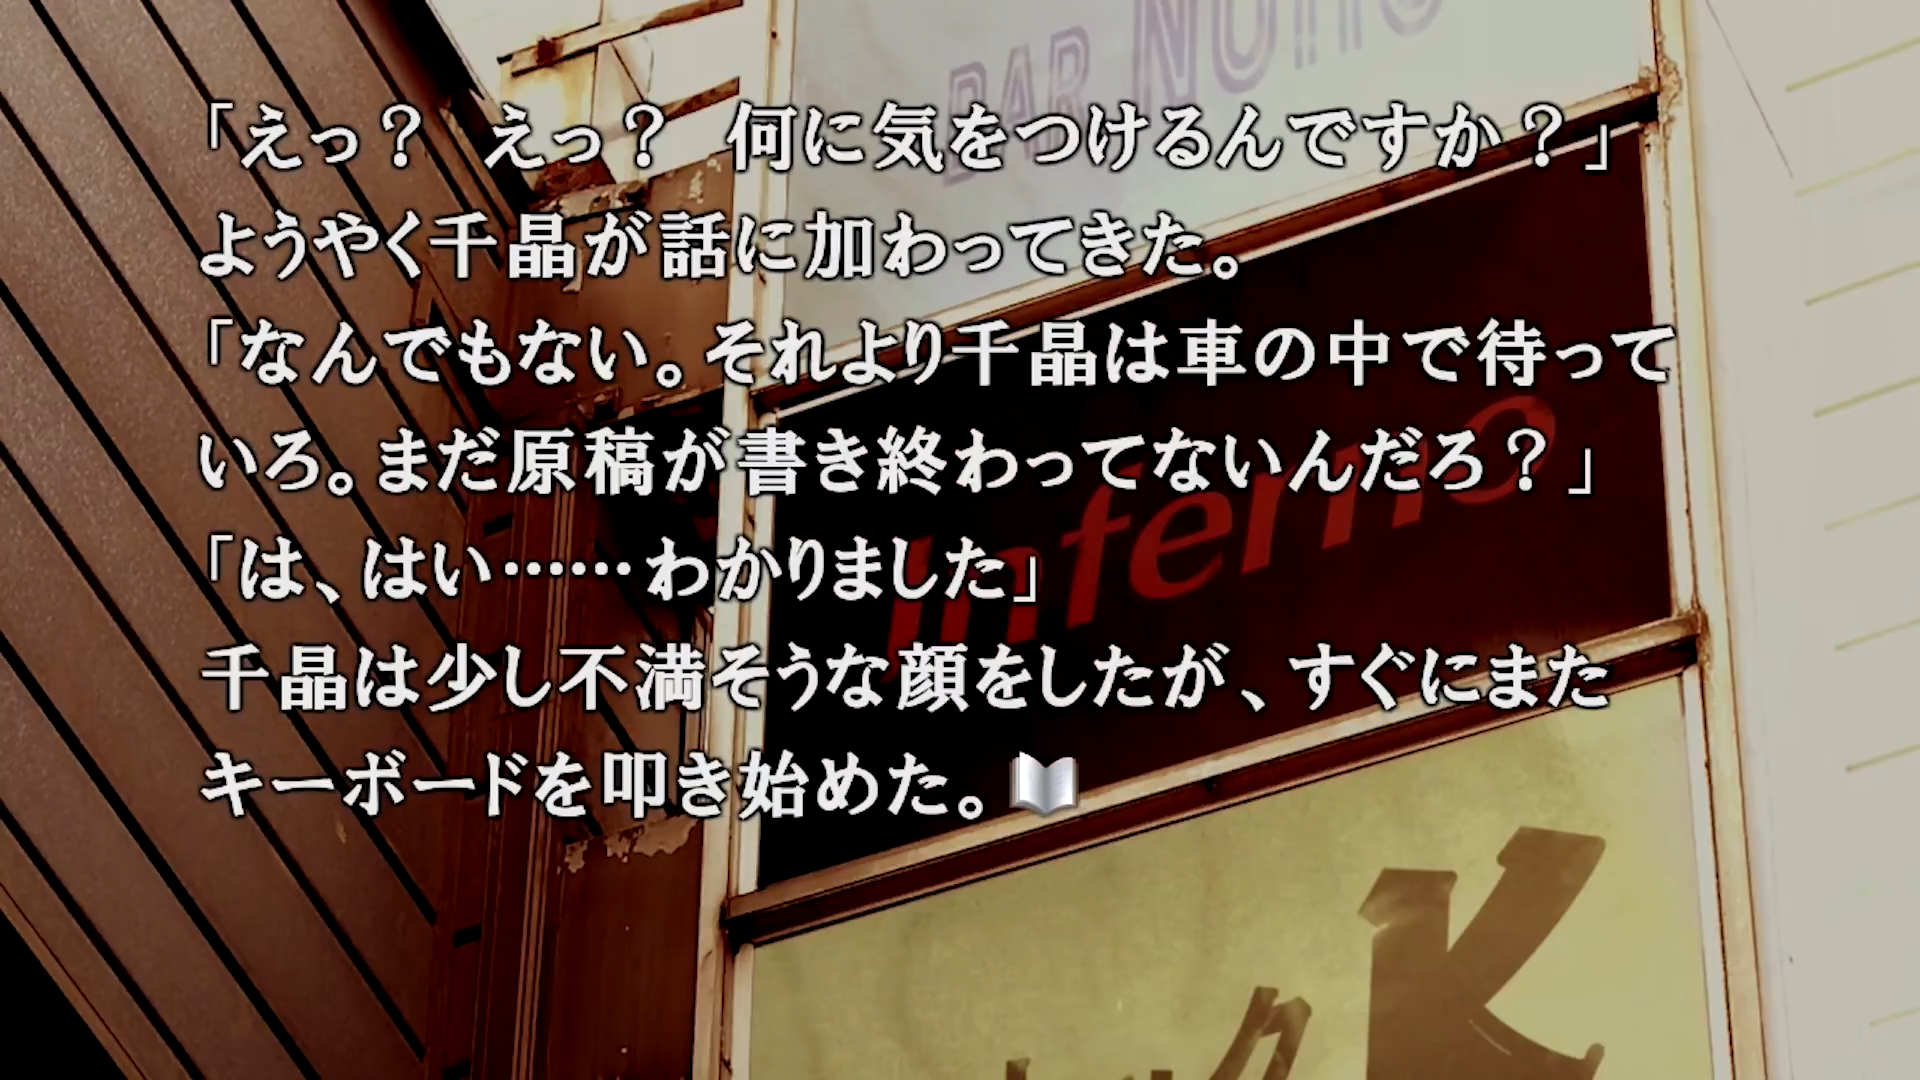 BAR
「えっ？　えっ？　何に気をつけるんですか？」
ようやく千晶が話に加わってきた。
「なんでもない。それより千晶は車の中で待って
いろ。まだ原稿が書き終わってないんだろ？」
「は、はい……わかりました」
千晶は少し不満そうな顔をしたが、すぐにまた
キーボードを叩き始めた。
Inferno
K